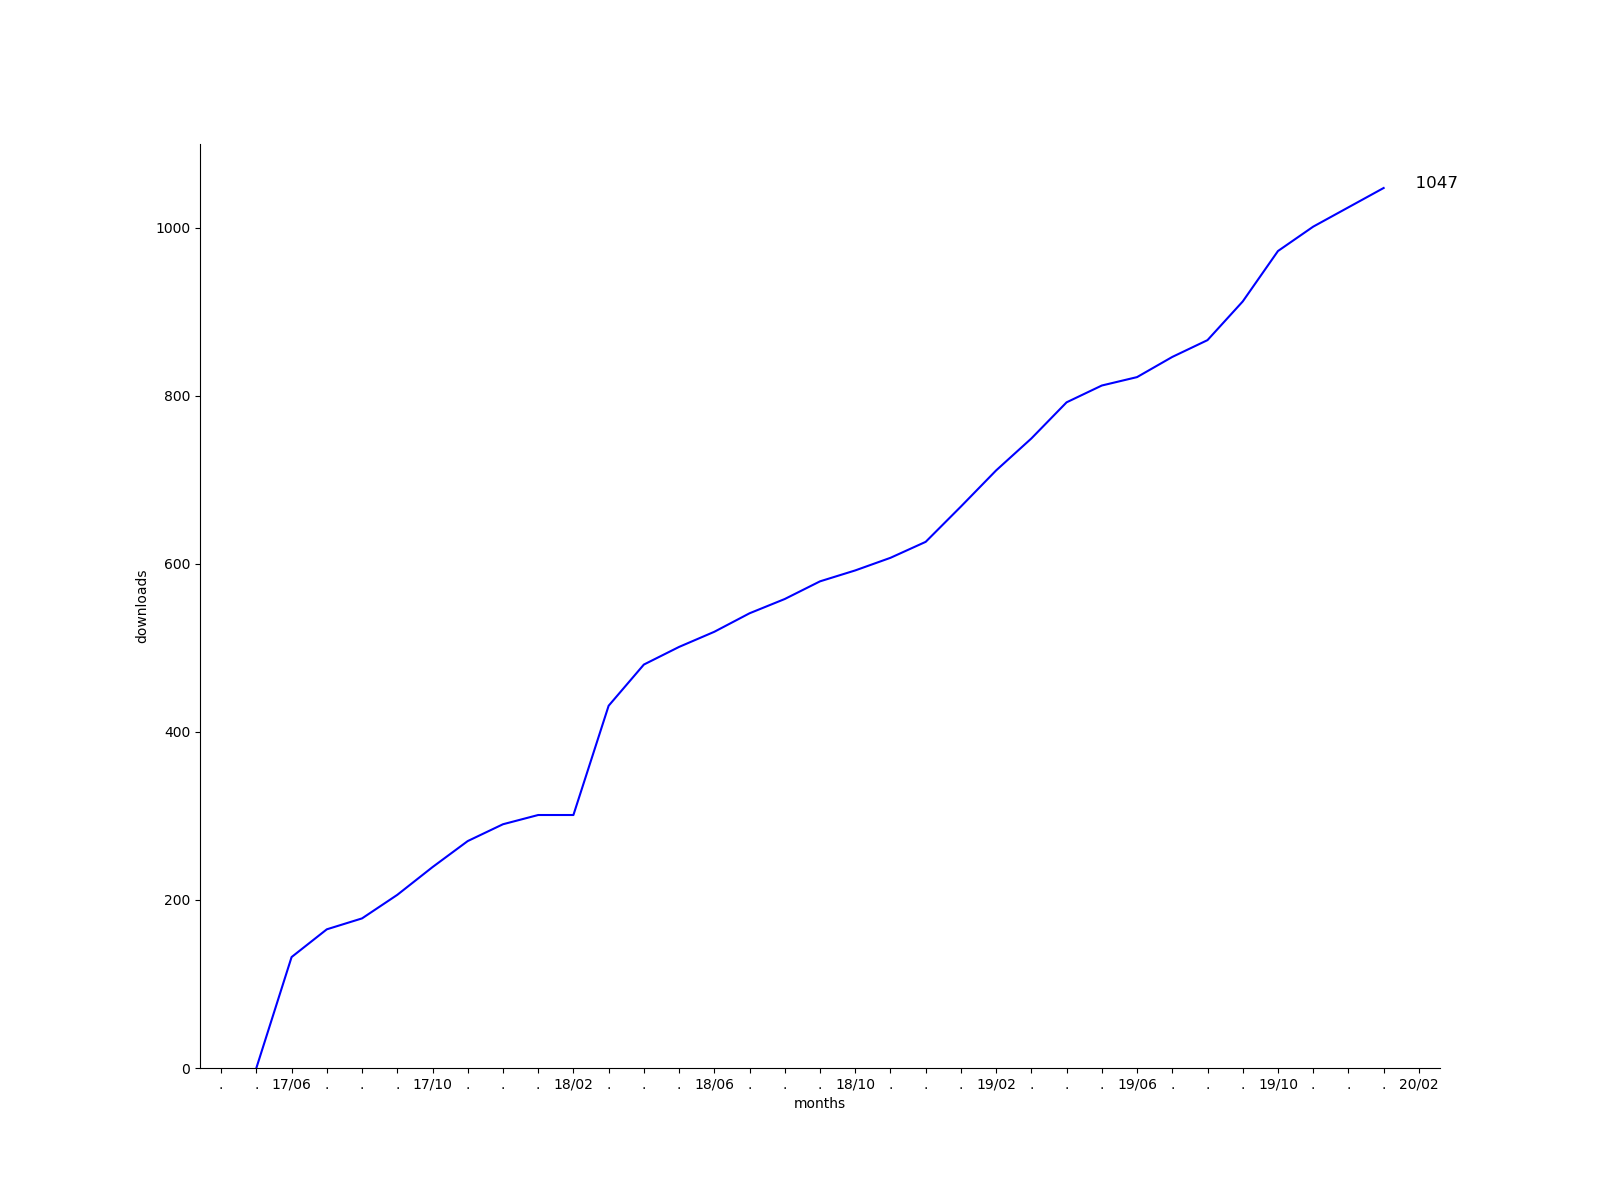 1047
1000
800
600
400
200
0
downloads
. . 17/06 . . . 17/10 . . . 18/02 . . . 18/06 . . . 18/10 . . . 19/02 . . . 19/06 . . . 19/10 . . . 20/02
months